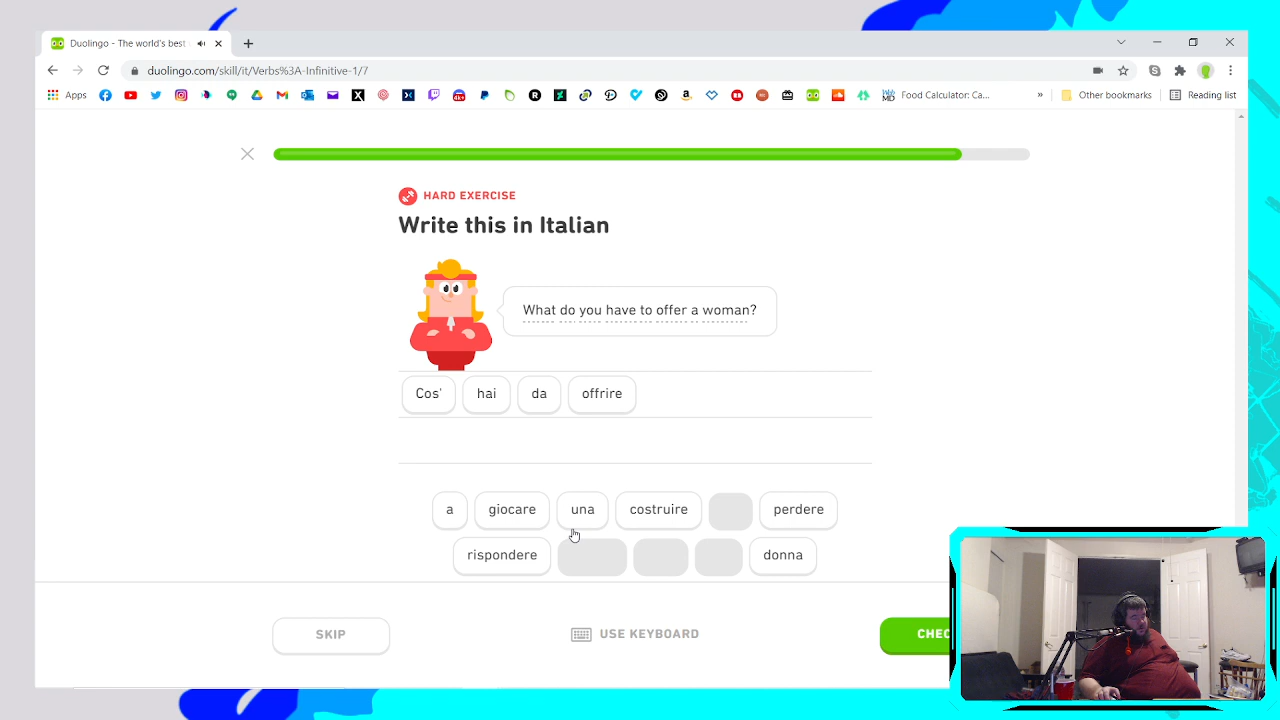 Duolingo - The world's best
duolingo.com/skill/it/Verbs%3A-Infinitive-1/7
Apps
Food Calculator: Ca...
»
Other bookmarks
Reading list
HARD EXERCISE
Write this in Italian
What do you have to offer a woman?
Cos' hai da offrire
a giocare una costruire perdere
rispondere donna
SKIP
USE KEYBOARD
CHEC